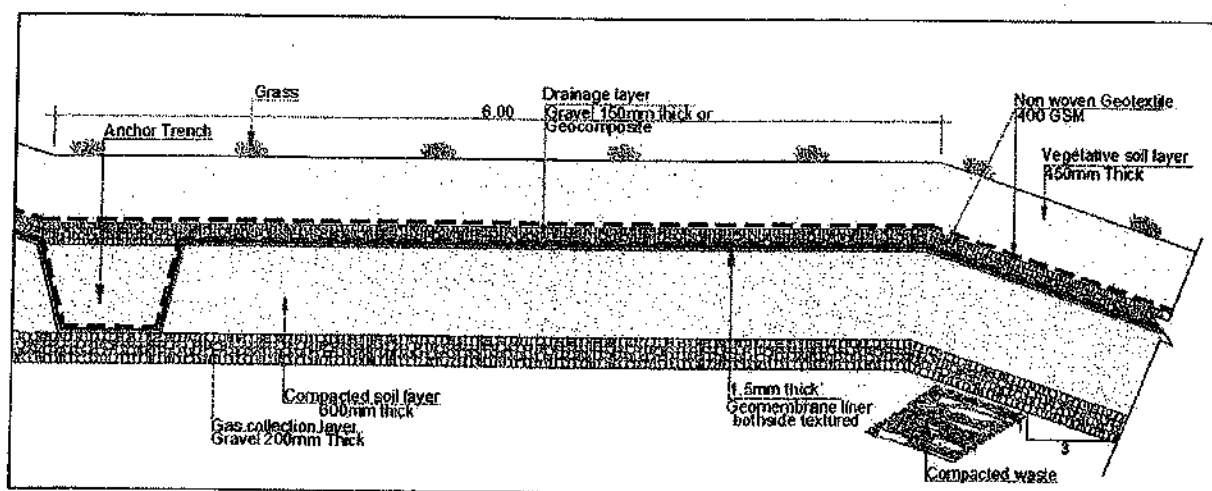 Grass
6.00
Drainage layer
Gravel 150mm thick or
Geocomposite
Anchor Trench
Non woven Geotextile
400 GSM
Vegetative soil layer
450mm Thick
Compacted soil layer
600mm thick
Gas collection layer
Gravel 200mm Thick
1.5mm thick
Geomembrane liner
bothside textured
1
3
Compacted waste